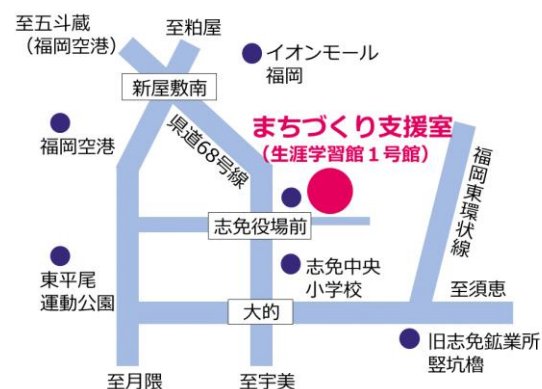 至五斗蔵
（福岡空港）
至粕屋
イオンモール
福岡
新屋敷南
県道68号線
福岡空港
まちづくり支援室
（生涯学習館１号館）
福岡東環状線
志免役場前
東平尾
運動公園
志免中央
小学校
至須恵
大的
旧志免鉱業所
竪坑櫓
至月隈
至宇美